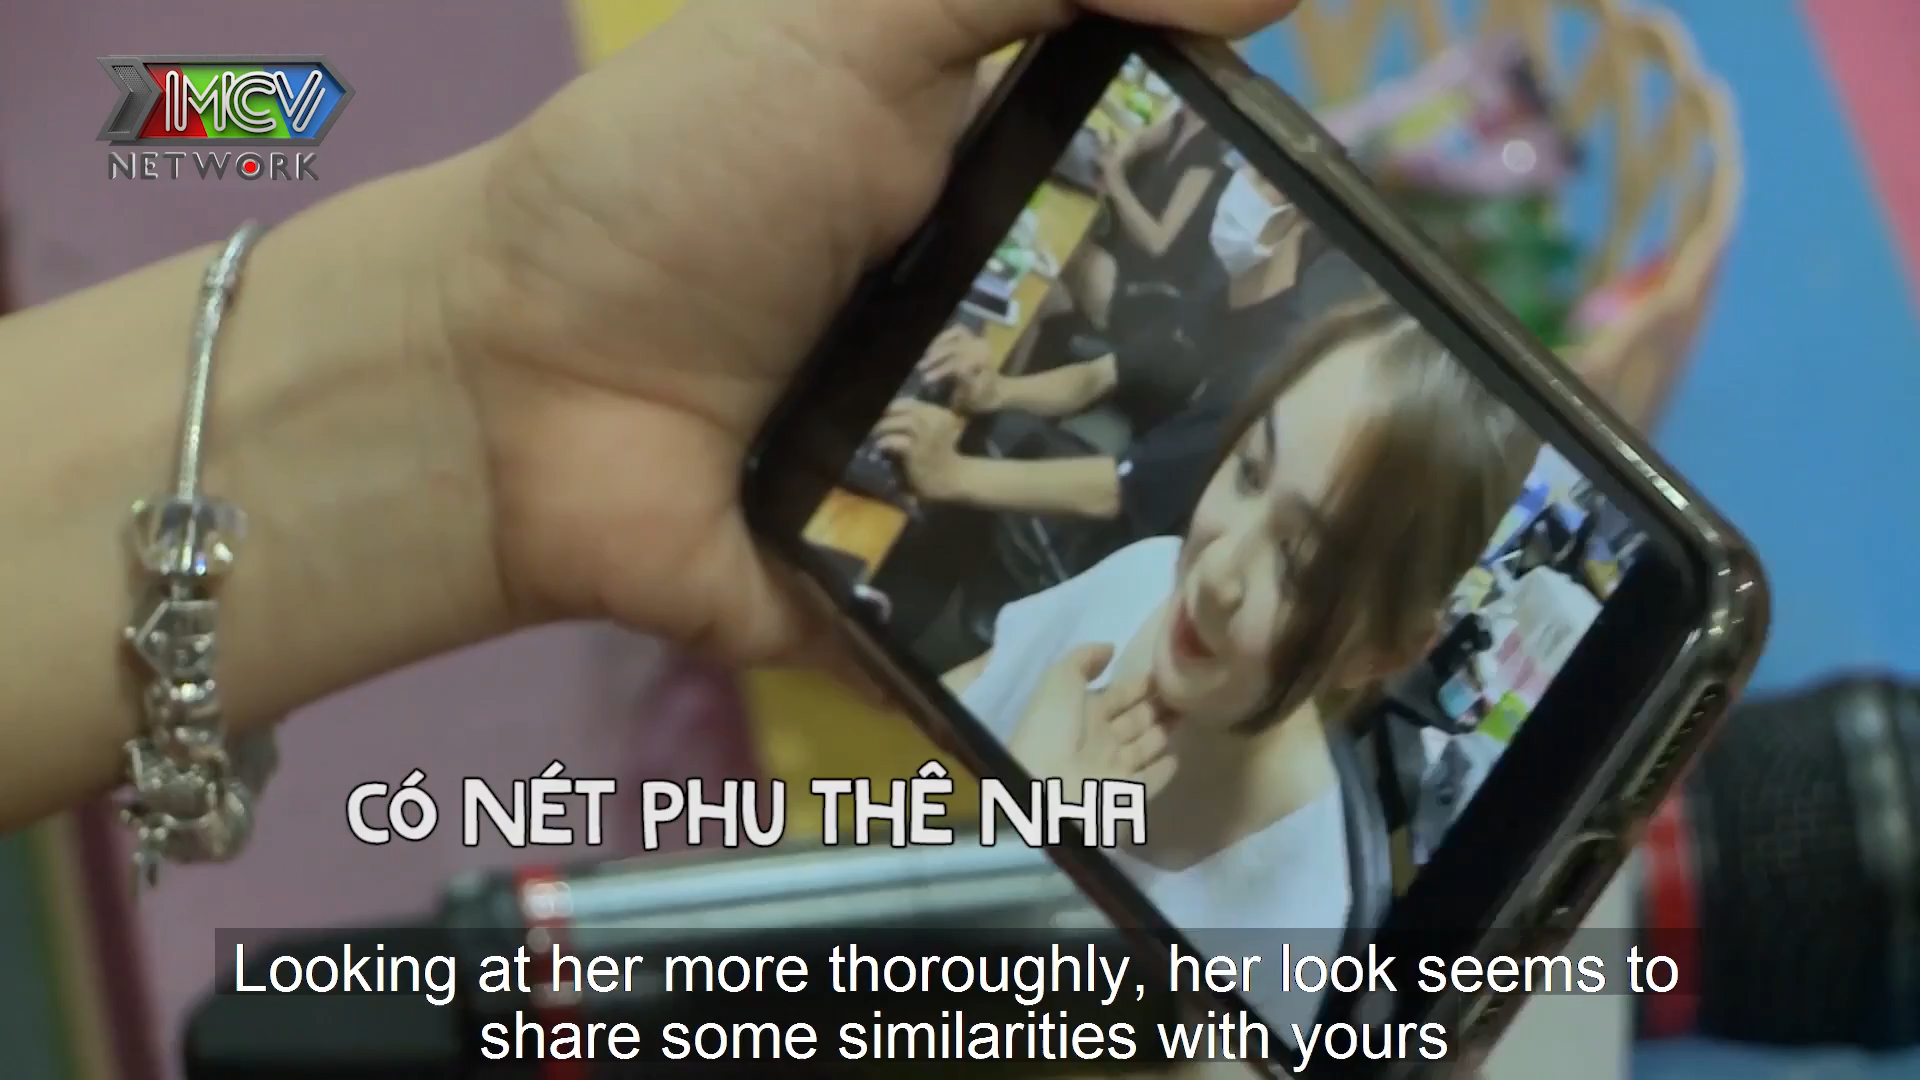 MCV
NETWORK
CÓ NÉT PHU THÊ NHA
Looking at her more thoroughly, her look seems to
share some similarities with yours